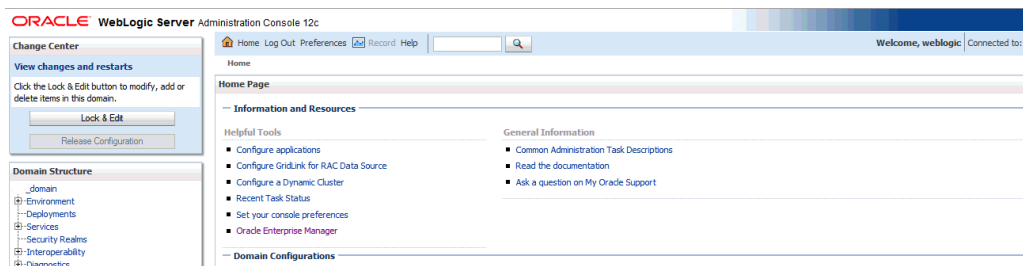 ORACLE WebLogic Server Administration Console 12c
Change Center
View changes and restarts
Click the Lock & Edit button to modify, add or
delete items in this domain.
Lock & Edit
Release Configuration
Domain Structure
_domain
Environment
Deployments
Services
Security Realms
Interoperability
Diagnostics
Home Log Out Preferences Record Help
Welcome, weblogic Connected to:
Home
Home Page
Information and Resources
Helpful Tools
Configure applications
Configure GridLink for RAC Data Source
Configure a Dynamic Cluster
Recent Task Status
Set your console preferences
Oracle Enterprise Manager
General Information
Common Administration Task Descriptions
Read the documentation
Ask a question on My Oracle Support
Domain Configurations